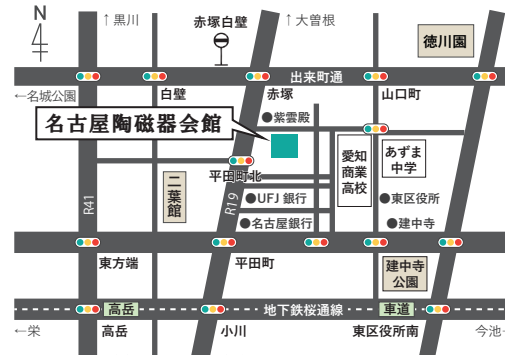 N
↑黒川
赤塚白壁
↑大曽根
徳川園
出来町通
←名城公園
白壁
赤塚
山口町
●紫雲殿
名古屋陶磁器会館
愛知
商業
高校
あずま
中学
平田町北
二葉館
R41
R19
●UFJ 銀行
●名古屋銀行
●東区役所
●建中寺
東方端
平田町
建中寺
公園
高岳
地下鉄桜通線
車道
←栄
高岳
小川
東区役所南
今池→